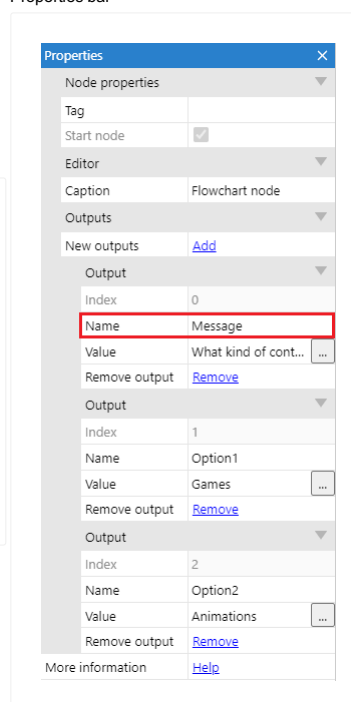 Properties bar
Properties
Node properties
Tag
Start node
Editor
Caption Flowchart node
Outputs
New outputs Add
Output
Index 0
Name Message
Value What kind of cont... ...
Remove output Remove
Output
Index 1
Name Option1
Value Games ...
Remove output Remove
Output
Index 2
Name Option2
Value Animations ...
Remove output Remove
More information Help